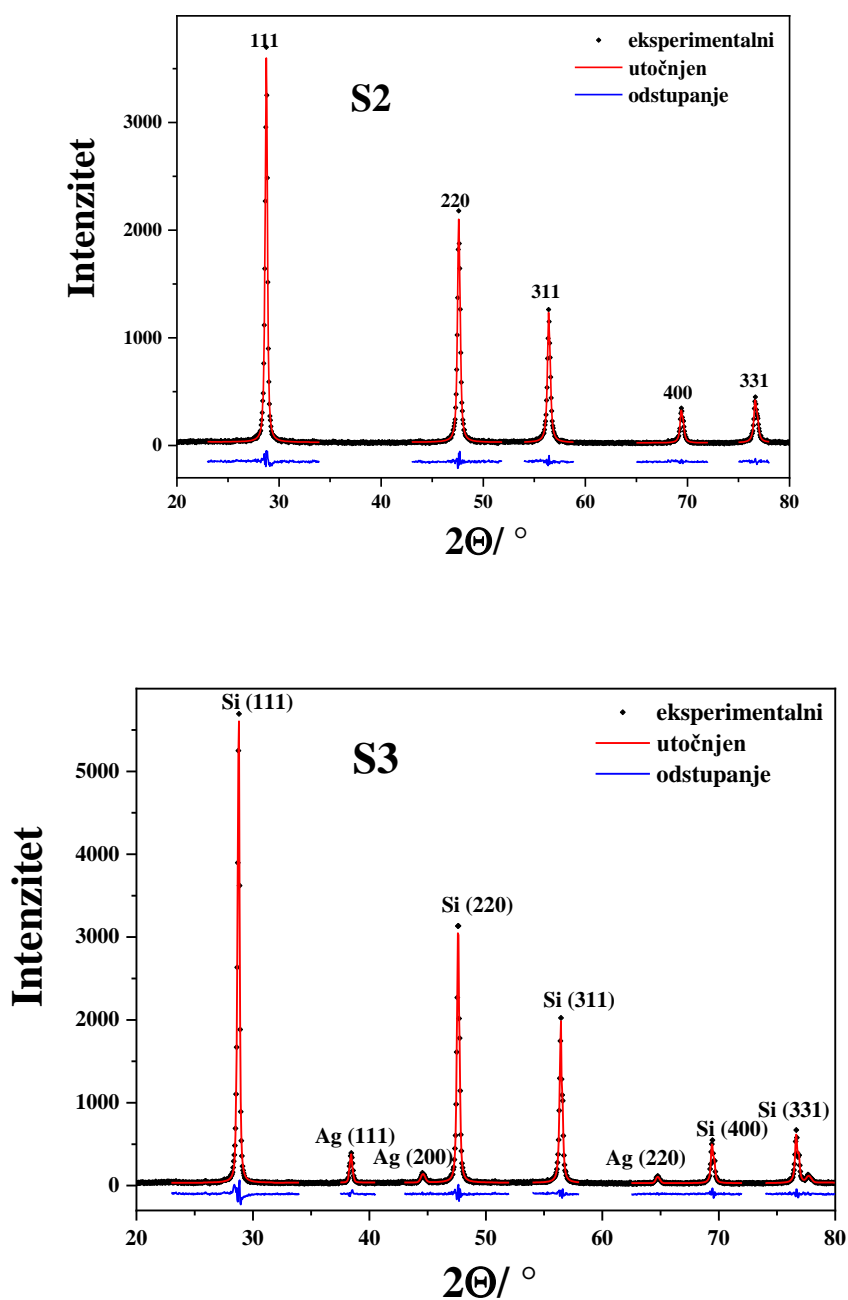 111
eksperimentalni
utočnjen
odstupanje
S2
3000
220
2000
311
1000
400
331
0
Intenzitet
20
30
40
50
60
70
80
2Θ/ °
Si (111)
eksperimentalni
utočnjen
odstupanje
S3
5000
4000
Si (220)
3000
Si (311)
2000
1000
Ag (111)
Ag (200)
Ag (220)
Si (400)
Si (331)
0
Intenzitet
20
30
40
50
60
70
80
2Θ/ °